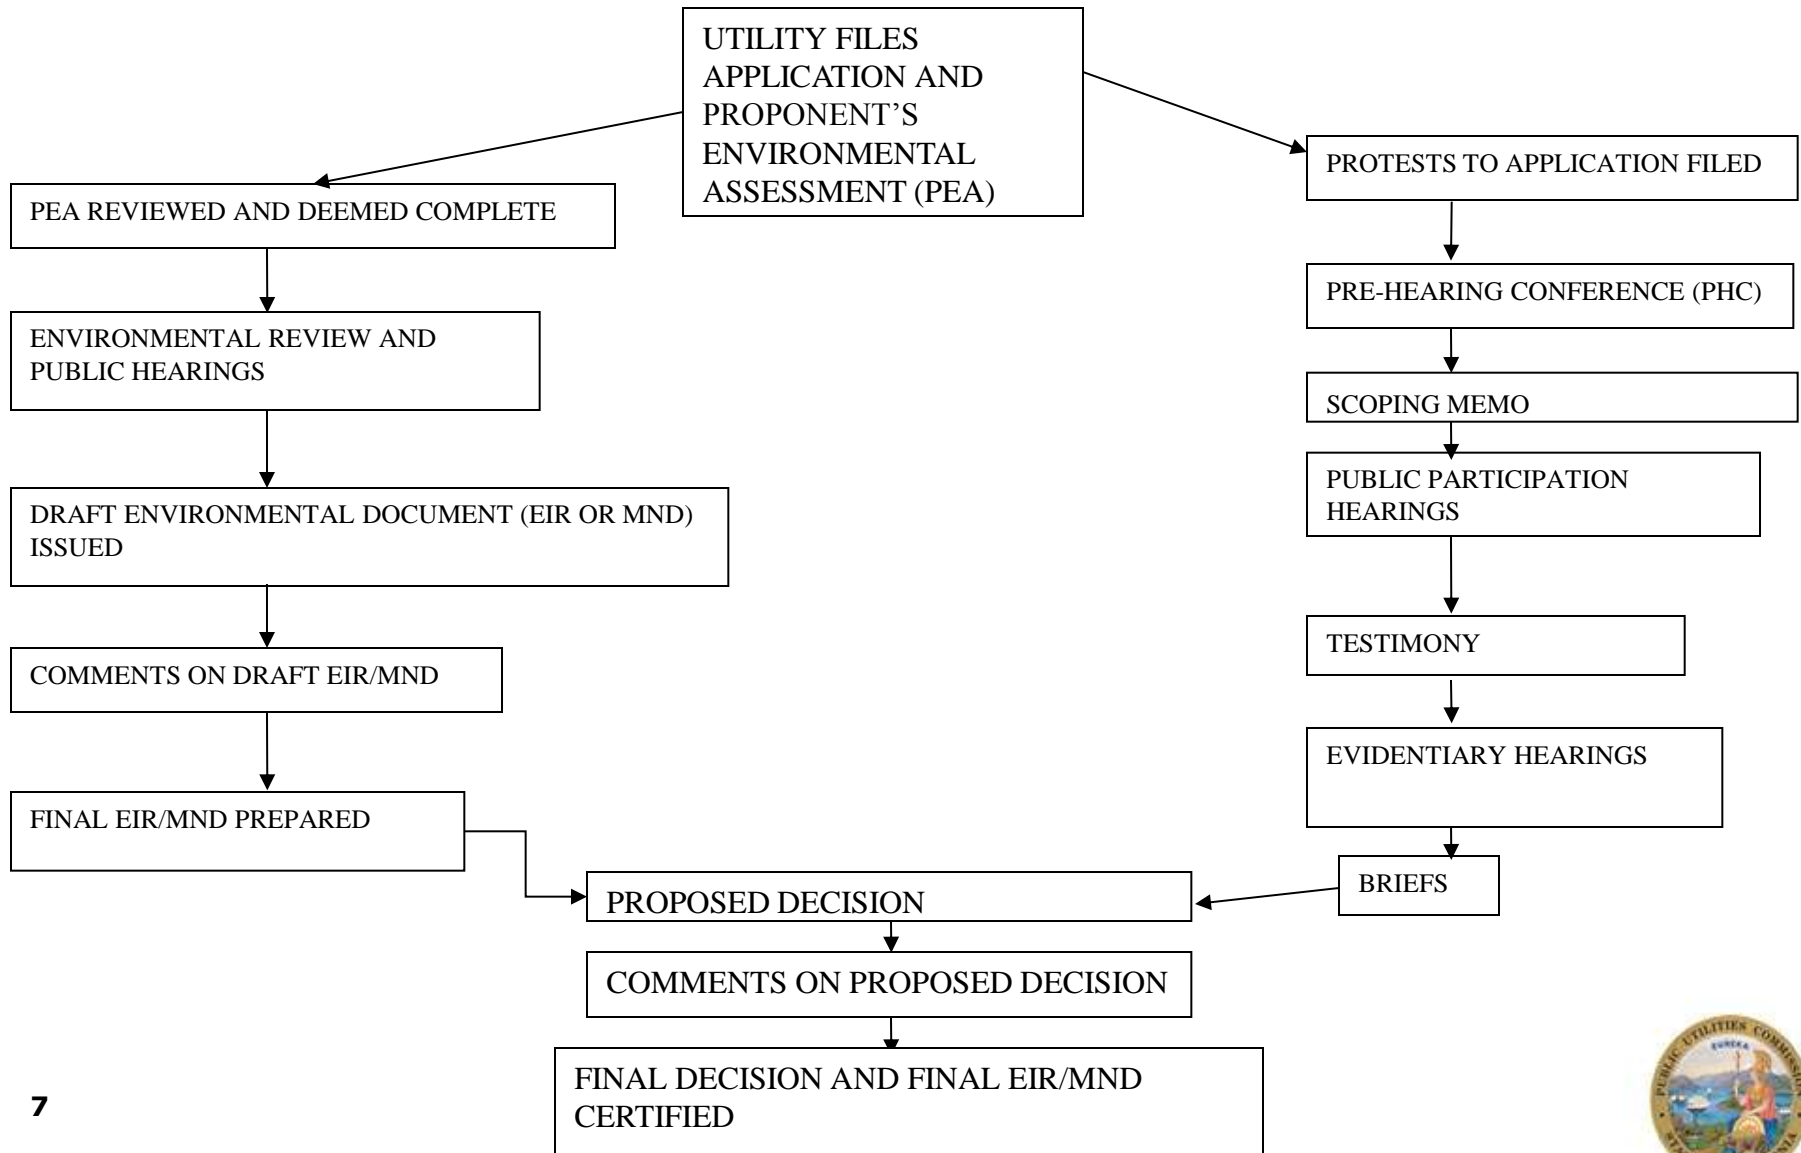 UTILITY FILES
APPLICATION AND
PROPONENT’S
ENVIRONMENTAL
ASSESSMENT (PEA)
PEA REVIEWED AND DEEMED COMPLETE
ENVIRONMENTAL REVIEW AND
PUBLIC HEARINGS
DRAFT ENVIRONMENTAL DOCUMENT (EIR OR MND)
ISSUED
COMMENTS ON DRAFT EIR/MND
FINAL EIR/MND PREPARED
PROTESTS TO APPLICATION FILED
PRE-HEARING CONFERENCE (PHC)
SCOPING MEMO
PUBLIC PARTICIPATION
HEARINGS
TESTIMONY
EVIDENTIARY HEARINGS
BRIEFS
PROPOSED DECISION
COMMENTS ON PROPOSED DECISION
FINAL DECISION AND FINAL EIR/MND
CERTIFIED
7
PUBLIC UTILITIES
EUREKA